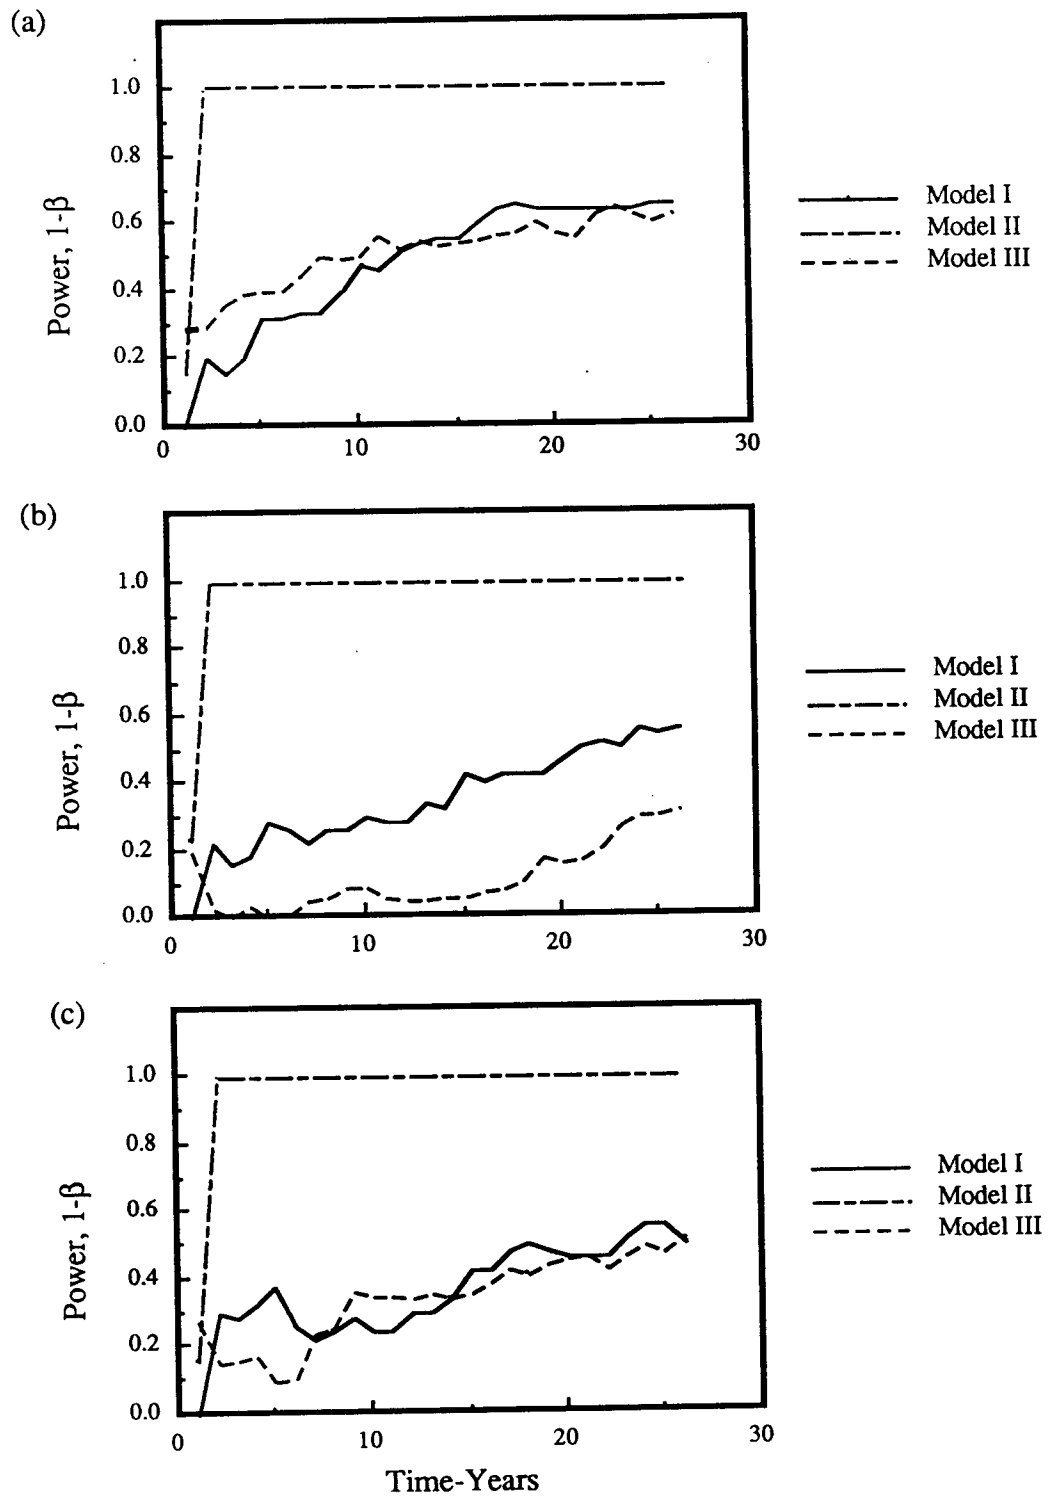 (a)
1.0
0.8
0.6
0.4
0.2
0.0
Power, 1-β
0 10 20 30
Model I
Model II
Model III
(b)
1.0
0.8
0.6
0.4
0.2
0.0
Power, 1-β
0 10 20 30
Model I
Model II
Model III
(c)
1.0
0.8
0.6
0.4
0.2
0.0
Power, 1-β
0 10 20 30
Time-Years
Model I
Model II
Model III